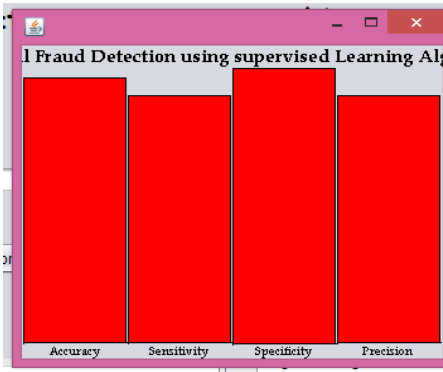 l Fraud Detection using supervised Learning Alg
Accuracy
Sensitivity
Specificity
Precision